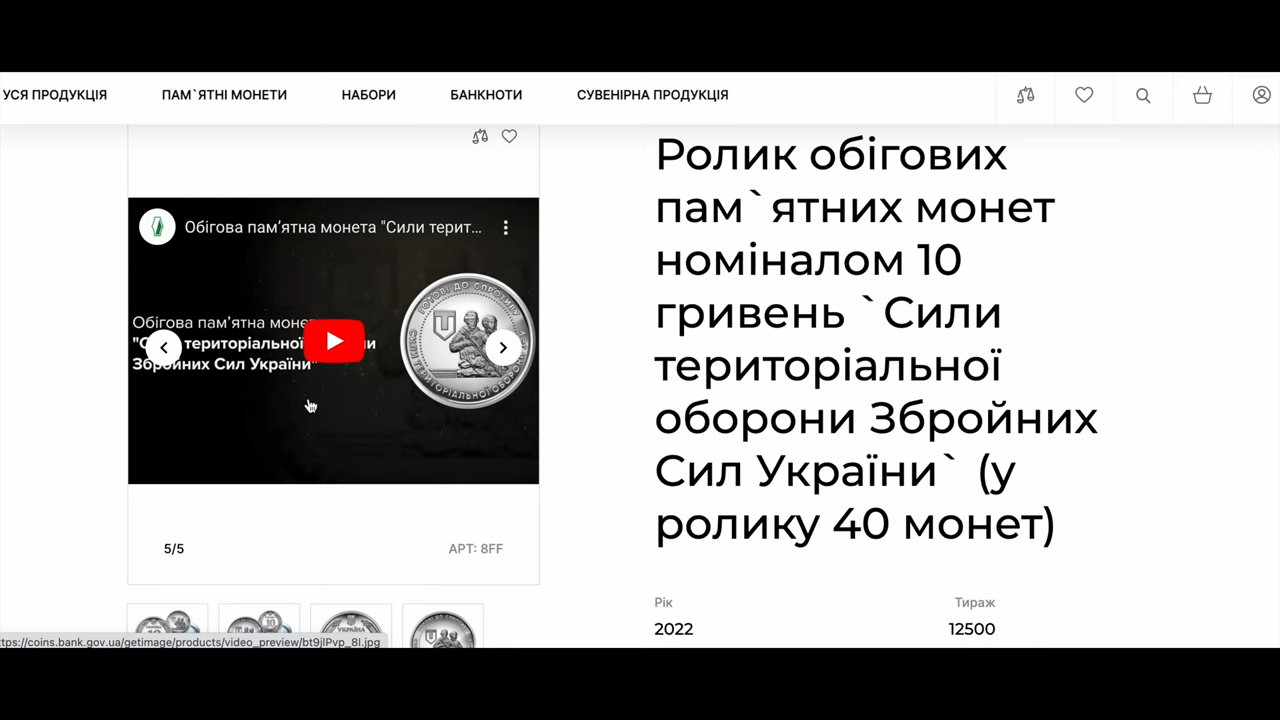 УСЯ ПРОДУКЦІЯ ПАМ`ЯТНІ МОНЕТИ НАБОРИ БАНКНОТИ СУВЕНІРНА ПРОДУКЦІЯ
Обігова пам’ятна монета "Сили терит...
Обігова пам’ятна
територіальної
Збройних Сил України"
ГОТОВІ ДО СПРОТИВУ
СИЛИ ТЕРИТОРІАЛЬНОЇ ОБОРОНИ
5/5
АРТ: 8FF
Ролик обігових
пам`ятних монет
номіналом 10
гривень `Сили
територіальної
оборони Збройних
Сил України` (у
ролику 40 монет)
Рік Тираж
2022 12500
УКРАЇНА
ttps://coins.bank.gov.ua/getimage/products/video_preview/bt9jlPvp_8I.jpg